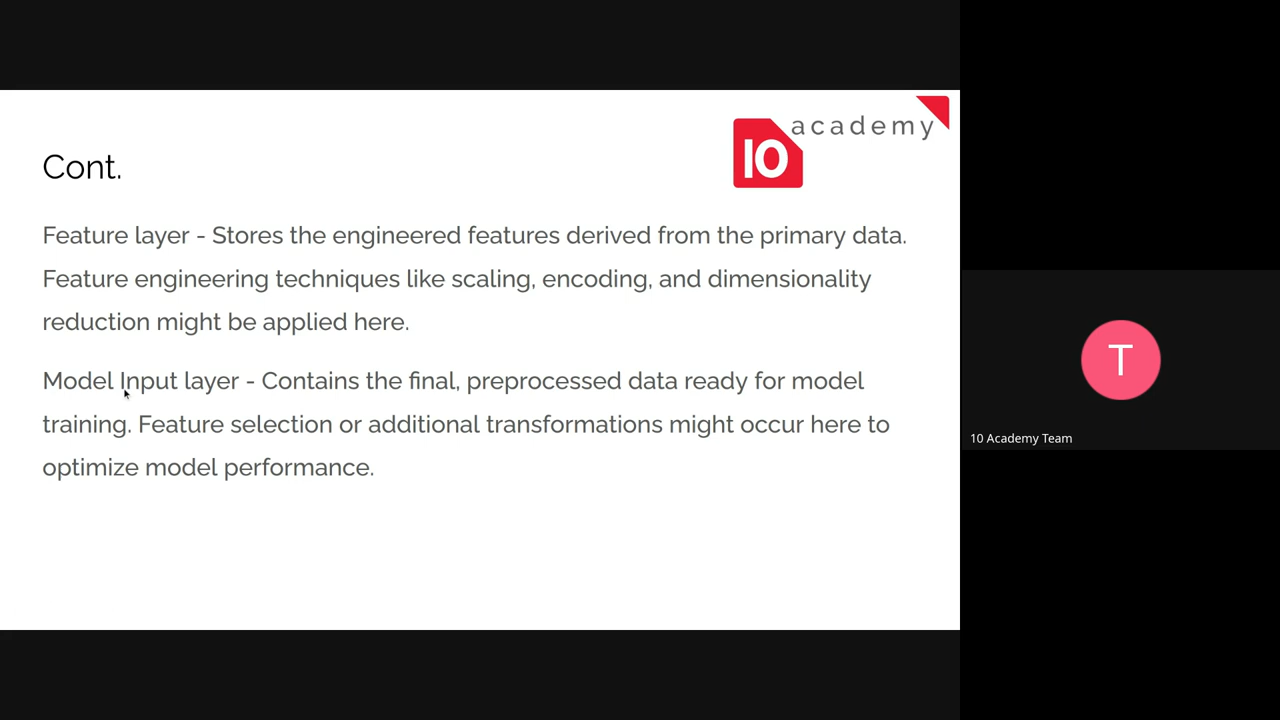 10 academy
Cont.
Feature layer - Stores the engineered features derived from the primary data.
Feature engineering techniques like scaling, encoding, and dimensionality
reduction might be applied here.
Model Input layer - Contains the final, preprocessed data ready for model
training. Feature selection or additional transformations might occur here to
optimize model performance.
T
10 Academy Team